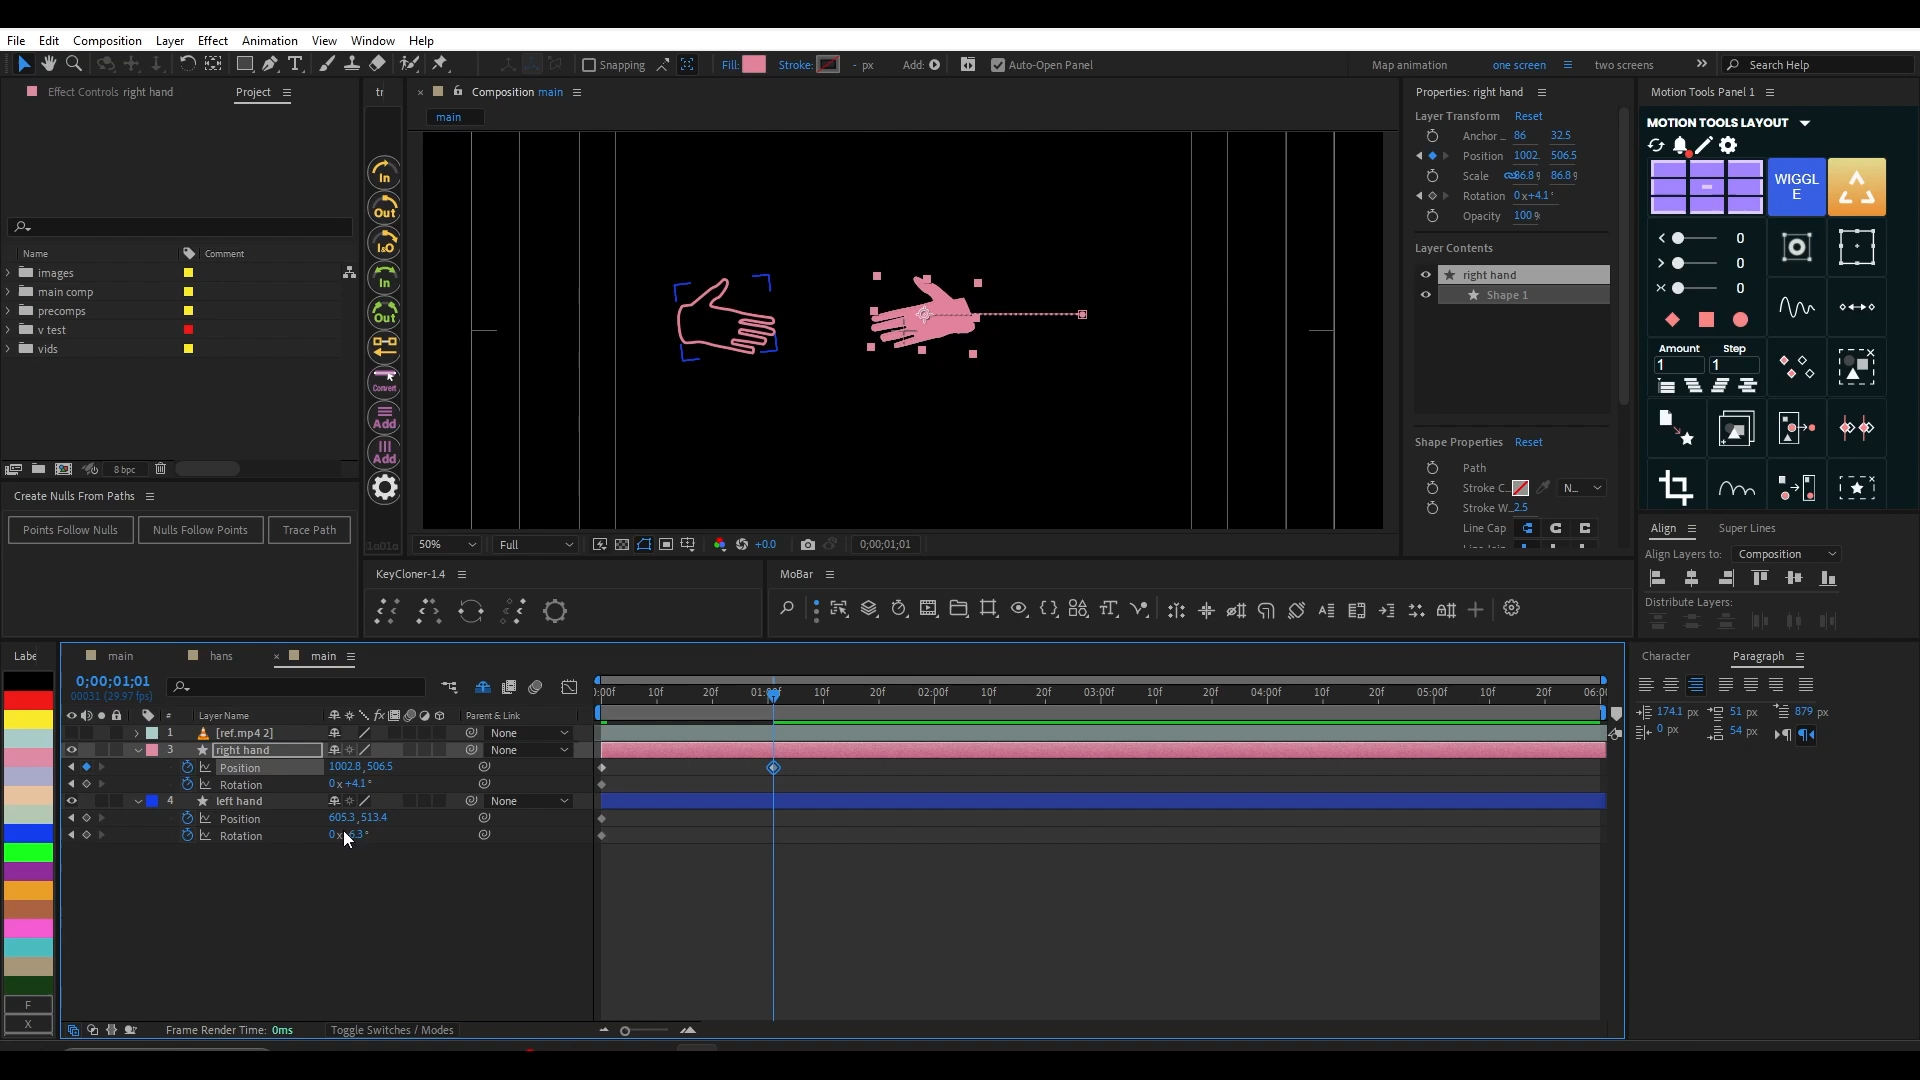 File Edit Composition Layer Effect Animation View Window Help
Snapping Fill: Stroke: - px Add: Auto-Open Panel Map animation one screen two screens Search Help
Effect Controls right hand Project
tr
Composition main
main
Name Comment
images
main comp
precomps
v test
vids
8 bpc
Create Nulls From Paths
Points Follow Nulls Nulls Follow Points Trace Path
In
Out
I&O
In
Out
Convert
Add
Add
50% Full +0.0 0;00;01;01
Properties: right hand
Layer Transform Reset
Anchor .. 86 32.5
Position 1002. 506.5
Scale 86.8 86.8
Rotation 0x+4.1°
Opacity 100
Layer Contents
right hand
Shape 1
Shape Properties Reset
Path
Stroke C... N...
Stroke W... 2.5
Line Cap
Motion Tools Panel 1
MOTION TOOLS LAYOUT
WIGGL
E
0
0
0
Amount Step
1 1
Align Super Lines
Align Layers to: Composition
Distribute Layers:
KeyCloner-1.4
MoBar
Labe
main hans main
0;00;01;01
00031 (29.97 fps)
:00f 10f 20f 01:00f 10f 20f 02:00f 10f 20f 03:00f 10f 20f 04:00f 10f 20f 05:00f 10f 20f 06:0
# Layer Name fx Parent & Link
1 [ref.mp4 2] None
3 right hand None
Position 1002.8,506.5
Rotation 0x+4.1°
4 left hand None
Position 605.3,513.4
Rotation
F
X
Frame Render Time: 0ms Toggle Switches / Modes
Character Paragraph
174.1 px 51 px 879 px
0 px 54 px